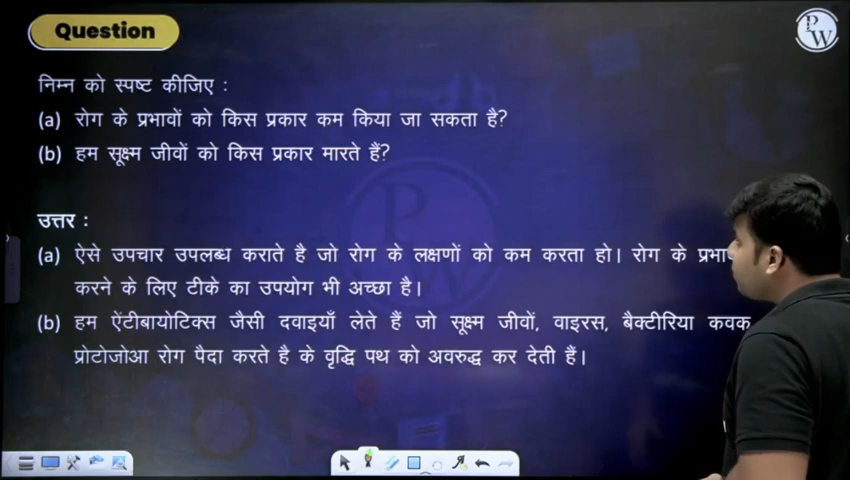 Question
PW
निम्न को स्पष्ट कीजिए :
(a) रोग के प्रभावों को किस प्रकार कम किया जा सकता है?
(b) हम सूक्ष्म जीवों को किस प्रकार मारते हैं?
उत्तर :
(a) ऐसे उपचार उपलब्ध कराते है जो रोग के लक्षणों को कम करता हो। रोग के
करने के लिए टीके का उपयोग भी अच्छा है।
(b) हम ऐंटीबायोटिक्स जैसी दवाइयाँ लेते हैं जो सूक्ष्म जीवों, वाइरस, बैक्टीरिया कवक
प्रोटोजोआ रोग पैदा करते है के वृद्धि पथ को अवरुद्ध कर देती हैं।